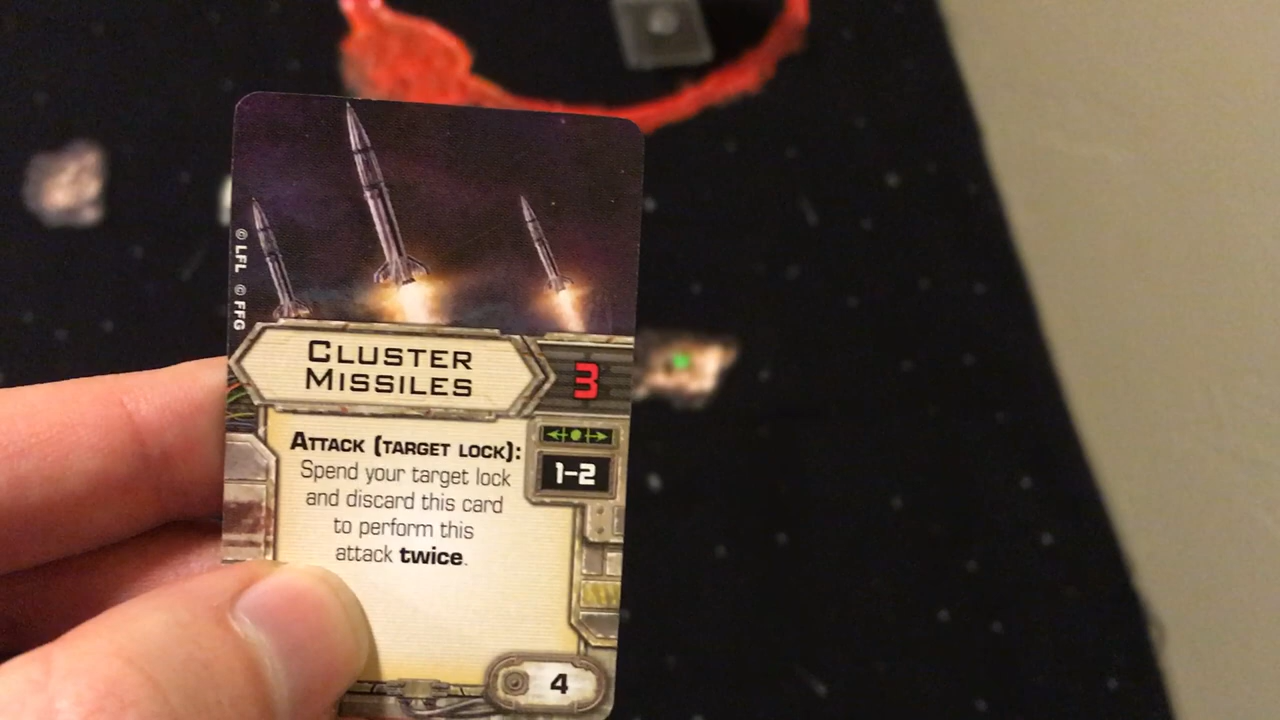 © LFL © FFG
CLUSTER
MISSILES
3
ATTACK (TARGET LOCK):
Spend your target lock
and discard this card
to perform this
attack twice.
1-2
4